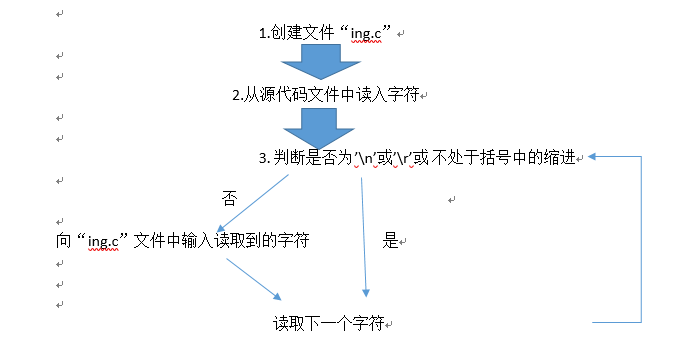 1.创建文件“ing.c”
2.从源代码文件中读入字符
3. 判断是否为’\n’或’\r’或 不处于括号中的缩进
否
向“ing.c”文件中输入读取到的字符
是
读取下一个字符